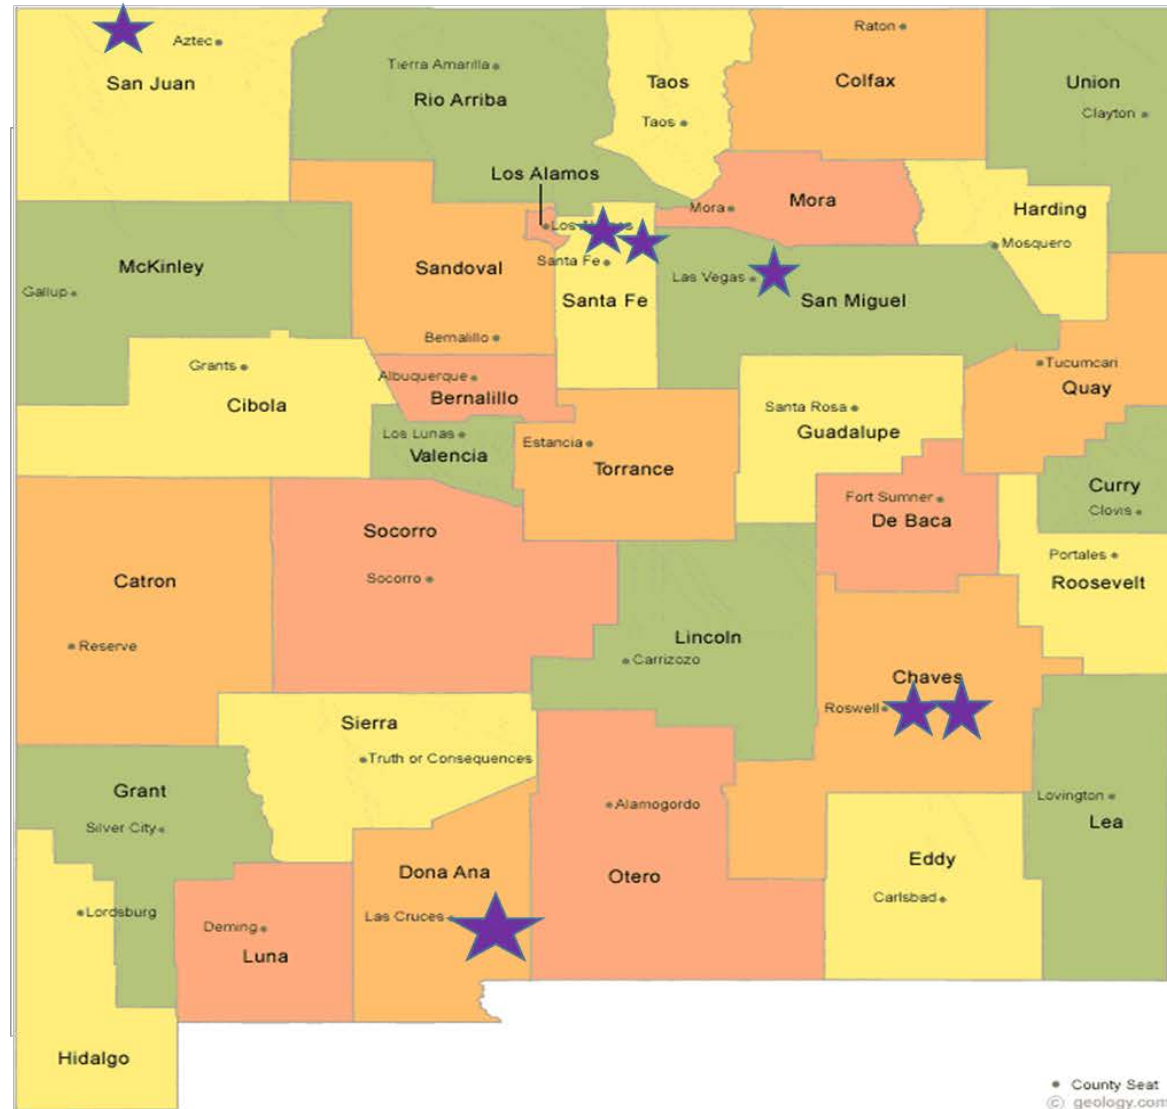 Raton
Aztec
Tierra Amarilla
San Juan
Taos
Colfax
Union
Rio Arriba
Clayton
Taos
Los Alamos
Mora
Mora
Harding
Los Alamos
Mosquero
McKinley
Sandoval
Santa Fe
Gallup
Las Vegas
Santa Fe
San Miguel
Bernalillo
Tucumcari
Grants
Albuquerque
Quay
Bernalillo
Cibola
Santa Rosa
Guadalupe
Los Lunas
Estancia
Valencia
Torrance
Curry
Fort Sumner
Clovis
De Baca
Socorro
Portales
Catron
Socorro
Roosevelt
Lincoln
Reserve
Carrizozo
Chaves
Roswell
Sierra
Truth or Consequences
Grant
Lovington
Alamogordo
Lea
Silver City
Eddy
Dona Ana
Otero
Carlsbad
Lordsburg
Las Cruces
Deming
Luna
Hidalgo
County Seat
© geology.com